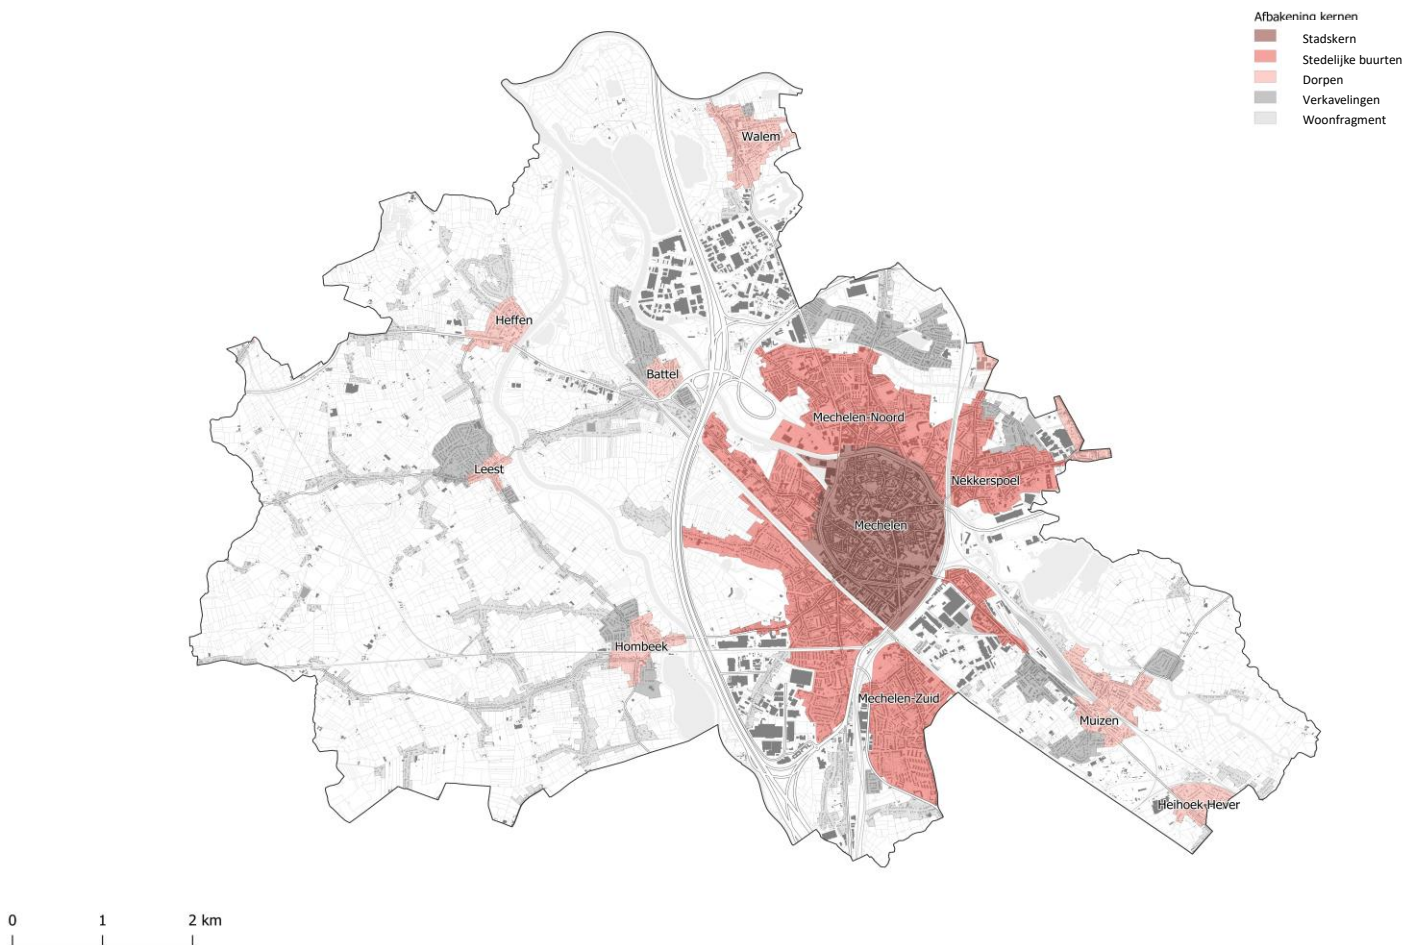 Afbakening kernen
Stadskern
Stedelijke buurten
Dorpen
Verkavelingen
Woonfragment
Walem
Heffen
Battel
Mechelen-Noord
Leest
Nekkerspoel
Mechelen
Hombeek
Mechelen-Zuid
Muizen
Heihoek-Hever
0 1 2 km